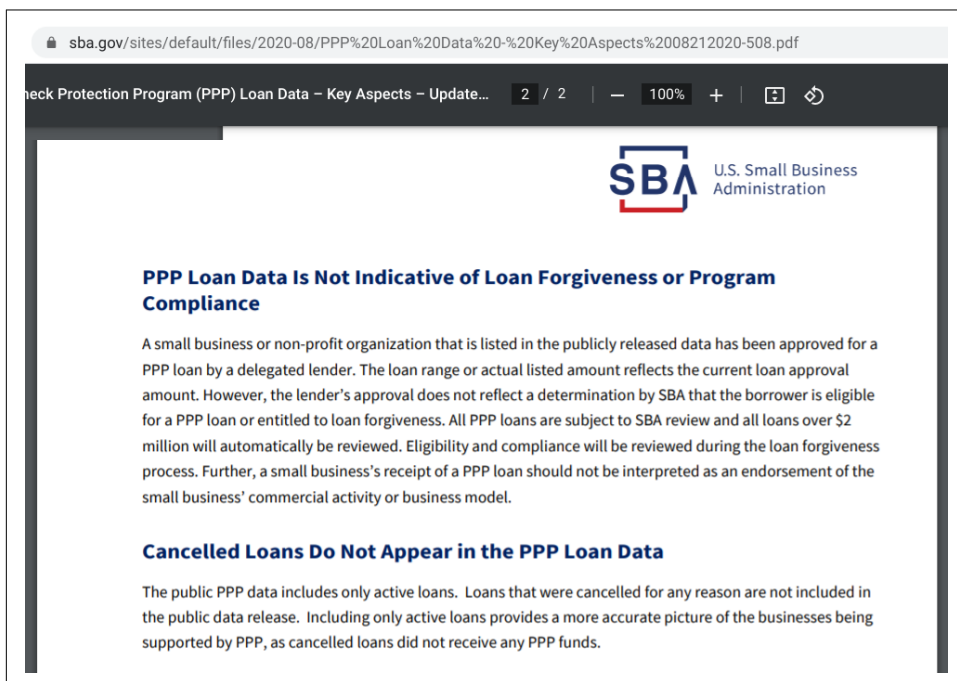 sba.gov/sites/default/files/2020-08/PPP%20Loan%20Data%20-%20Key%20Aspects%2008212020-508.pdf
heck Protection Program (PPP) Loan Data – Key Aspects – Update... 2 / 2 | — 100% + |
SBA U.S. Small Business
Administration
PPP Loan Data Is Not Indicative of Loan Forgiveness or Program
Compliance
A small business or non-profit organization that is listed in the publicly released data has been approved for a
PPP loan by a delegated lender. The loan range or actual listed amount reflects the current loan approval
amount. However, the lender's approval does not reflect a determination by SBA that the borrower is eligible
for a PPP loan or entitled to loan forgiveness. All PPP loans are subject to SBA review and all loans over $2
million will automatically be reviewed. Eligibility and compliance will be reviewed during the loan forgiveness
process. Further, a small business's receipt of a PPP loan should not be interpreted as an endorsement of the
small business' commercial activity or business model.
Cancelled Loans Do Not Appear in the PPP Loan Data
The public PPP data includes only active loans.  Loans that were cancelled for any reason are not included in
the public data release.  Including only active loans provides a more accurate picture of the businesses being
supported by PPP, as cancelled loans did not receive any PPP funds.